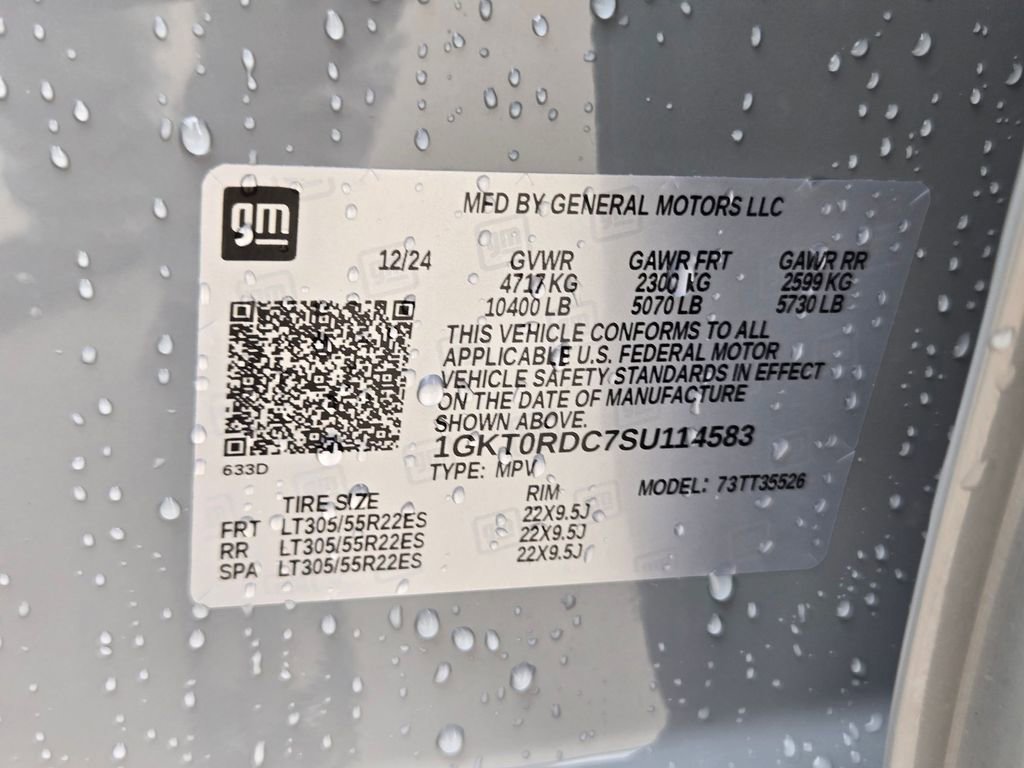 gm
MFD BY GENERAL MOTORS LLC
12/24 GVWR GAWR FRT GAWR RR
4717 KG 2300 KG 2599 KG
10400 LB 5070 LB 5730 LB
THIS VEHICLE CONFORMS TO ALL
APPLICABLE U.S. FEDERAL MOTOR
VEHICLE SAFETY STANDARDS IN EFFECT
ON THE DATE OF MANUFACTURE
SHOWN ABOVE.
1GKT0RDC7SU114583
633D
TYPE: MPV MODEL: 73TT35526
TIRE SIZE RIM
FRT LT305/55R22ES 22X9.5J
RR LT305/55R22ES 22X9.5J
SPA LT305/55R22ES 22X9.5J